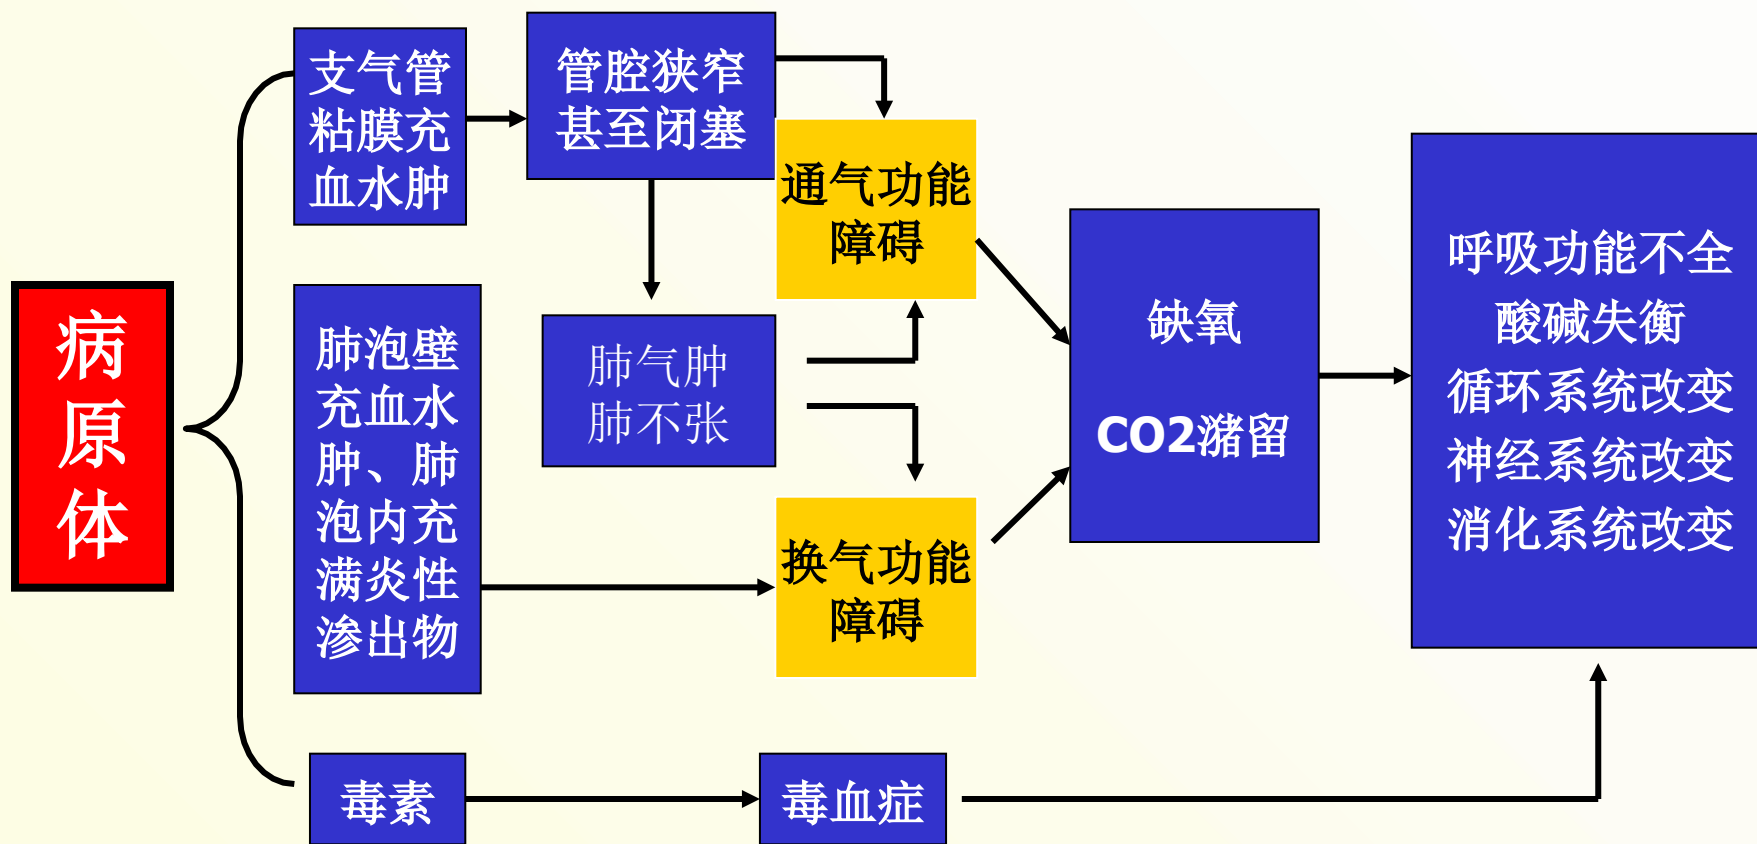 病
原
体
支气管
粘膜充
血水肿
管腔狭窄
甚至闭塞
通气功能
障碍
肺泡壁
充血水
肿、肺
泡内充
满炎性
渗出物
肺气肿
肺不张
换气功能
障碍
缺氧
CO2潴留
呼吸功能不全
酸碱失衡
循环系统改变
神经系统改变
消化系统改变
毒素
毒血症